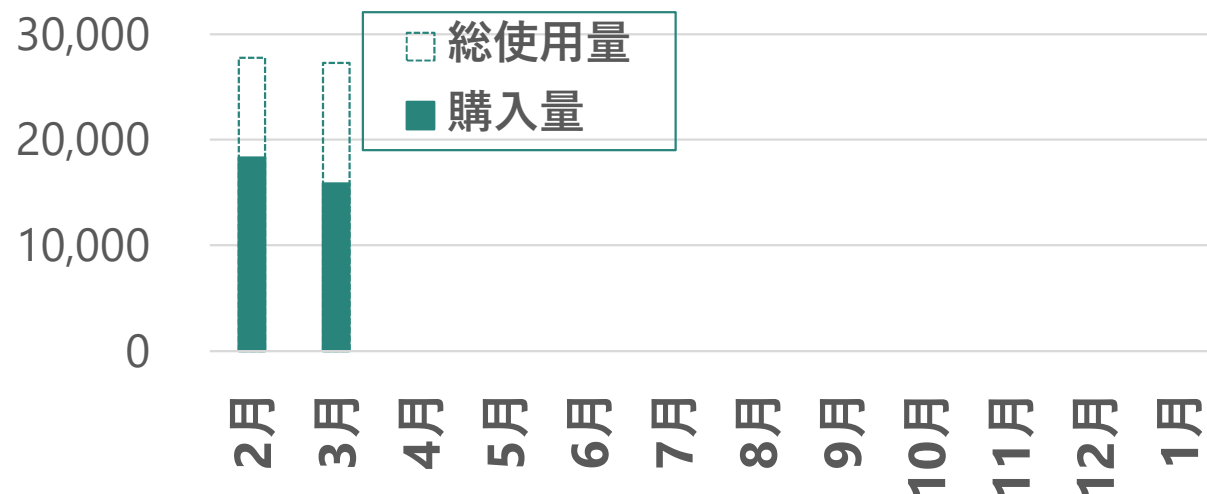 30,000
20,000
10,000
0
総使用量
購入量
2月
3月
4月
5月
6月
7月
8月
9月
10月
11月
12月
1月